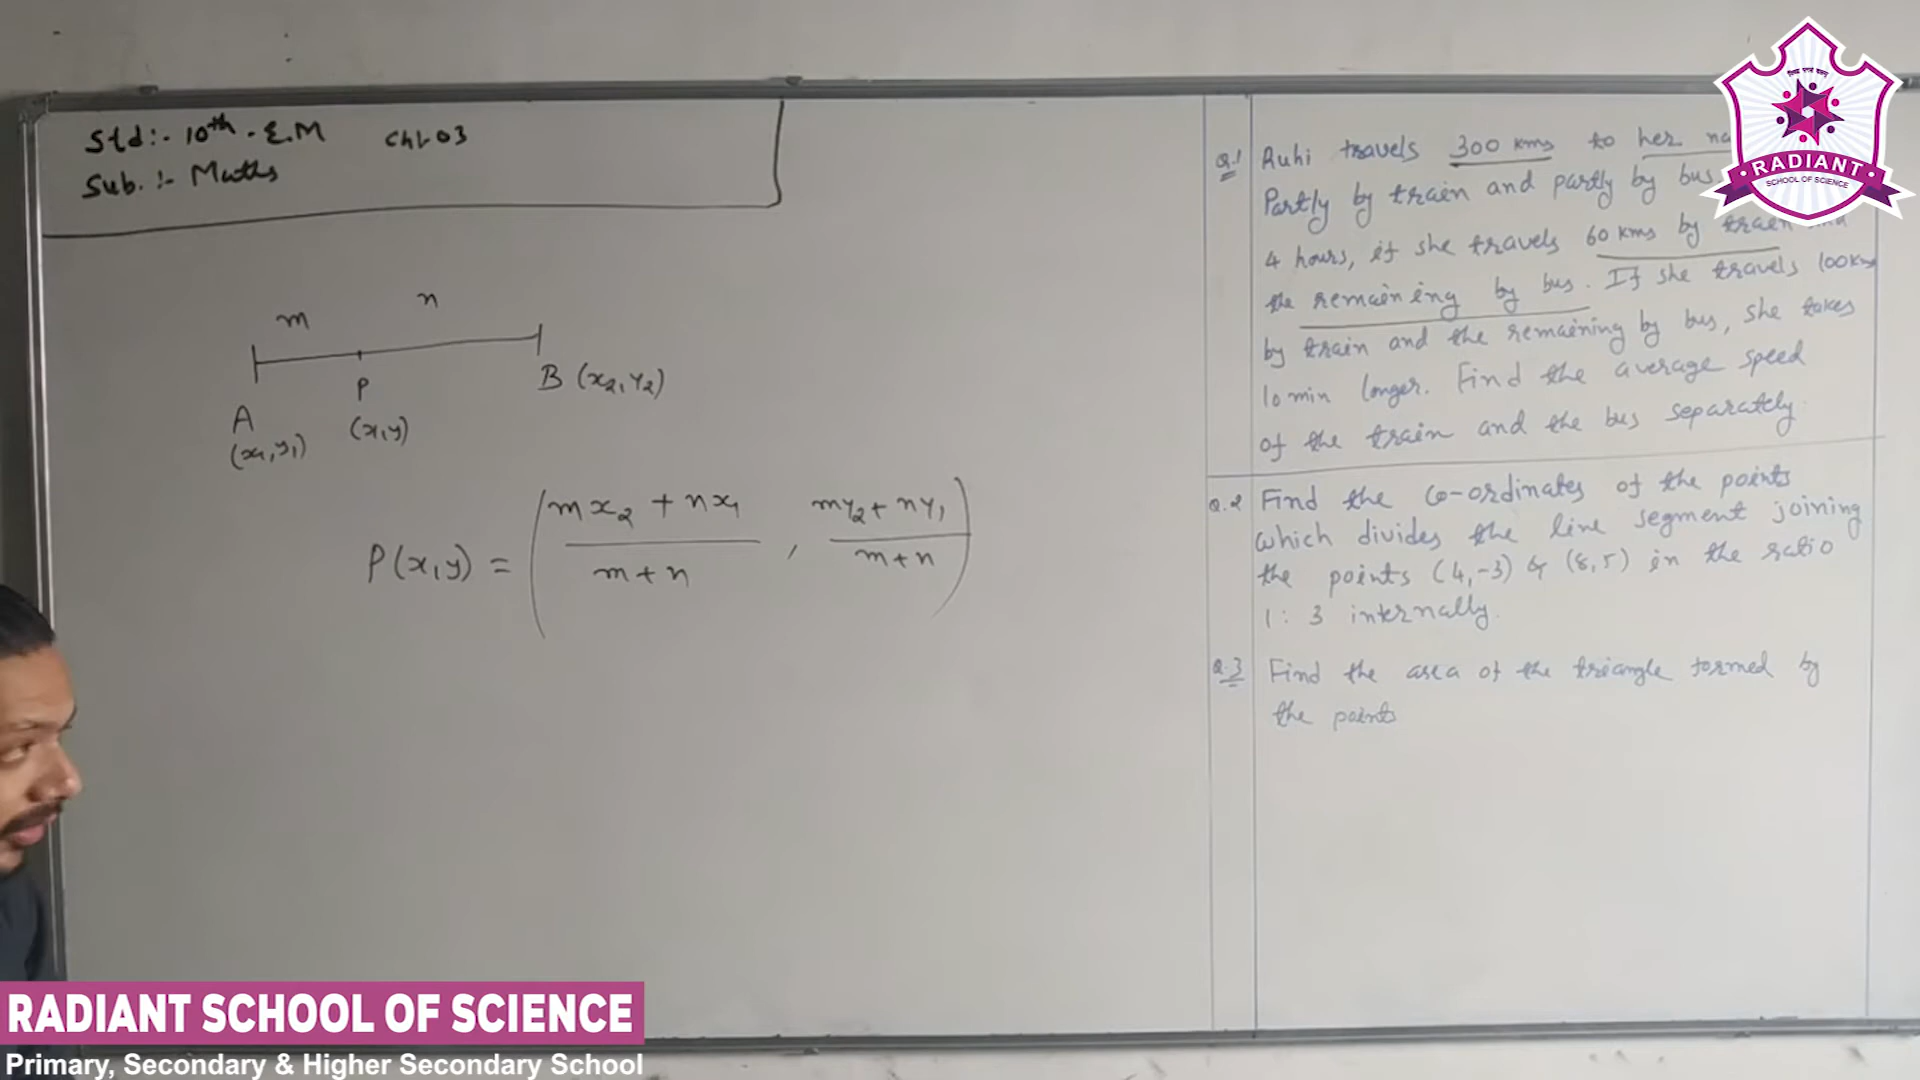 Std:- 10th - E.M Ch:- 03
Sub. :- Maths
m n
A P B (x2, y2)
(x1, y1) (x, y)
P(x, y) = ( mx2 + nx1 / m+n , my2 + ny1 / m+n )
Q.1 Ruhi travels 300 kms to her
Partly by train and partly by bus
4 hours, if she travels 60 kms by train
the remaining by bus. If she travels 100km
by train and the remaining by bus, she takes
10 min longer. Find the average speed
of the train and the bus separately.
Q.2 Find the co-ordinates of the points
which divides the line segment joining
the points (4,-3) & (8,5) in the ratio
1: 3 internally.
Q.3 Find the area of the triangle formed by
the points
RADIANT
SCHOOL OF SCIENCE
RADIANT SCHOOL OF SCIENCE
Primary, Secondary & Higher Secondary School